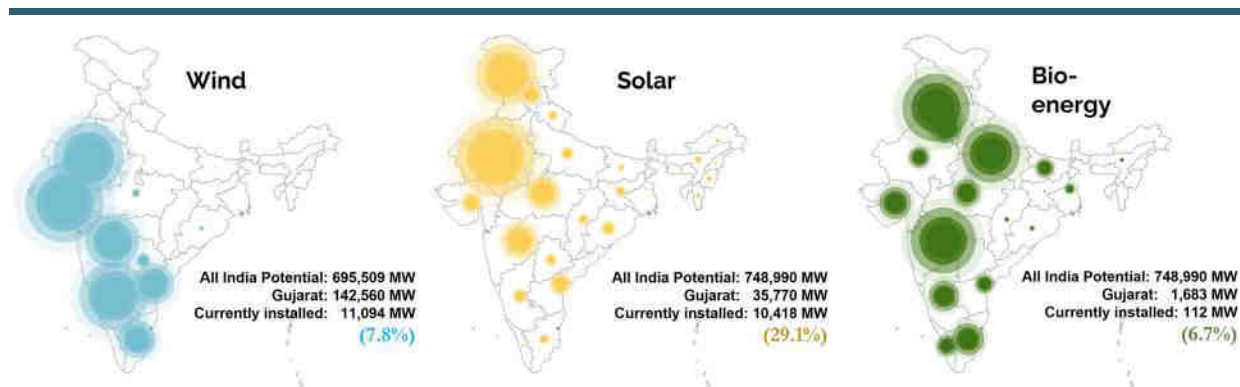 Wind
All India Potential: 695,509 MW
Gujarat: 142,560 MW
Currently installed: 11,094 MW
(7.8%)
Solar
All India Potential: 748,990 MW
Gujarat: 35,770 MW
Currently installed: 10,418 MW
(29.1%)
Bio-
energy
All India Potential: 748,990 MW
Gujarat: 1,683 MW
Currently installed: 112 MW
(6.7%)